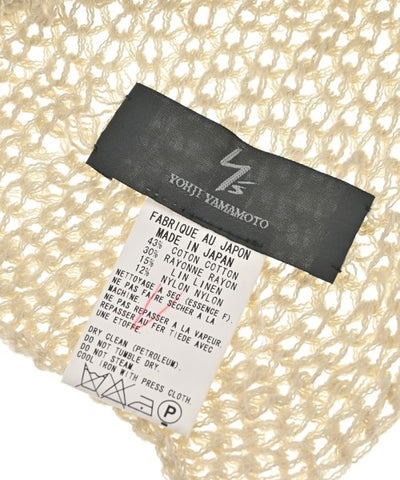 Y's
YOHJI YAMAMOTO
FABRIQUE AU JAPON
MADE IN JAPAN
43% COTON COTTON
30% RAYONNE RAYON
15% LIN LINEN
12% NYLON NYLON
NETTOYAGE A SEC (ESSENCE F).
NE PAS FAIRE SECHER A LA
MACHINE.
NE PAS REPASSER A LA VAPEUR.
REPASSER AU FER TIEDE AVEC
UNE ETOFFE
DRY CLEAN (PETROLEUM).
DO NOT TUMBLE DRY.
DO NOT STEAM.
COOL IRON WITH PRESS CLOTH.
P